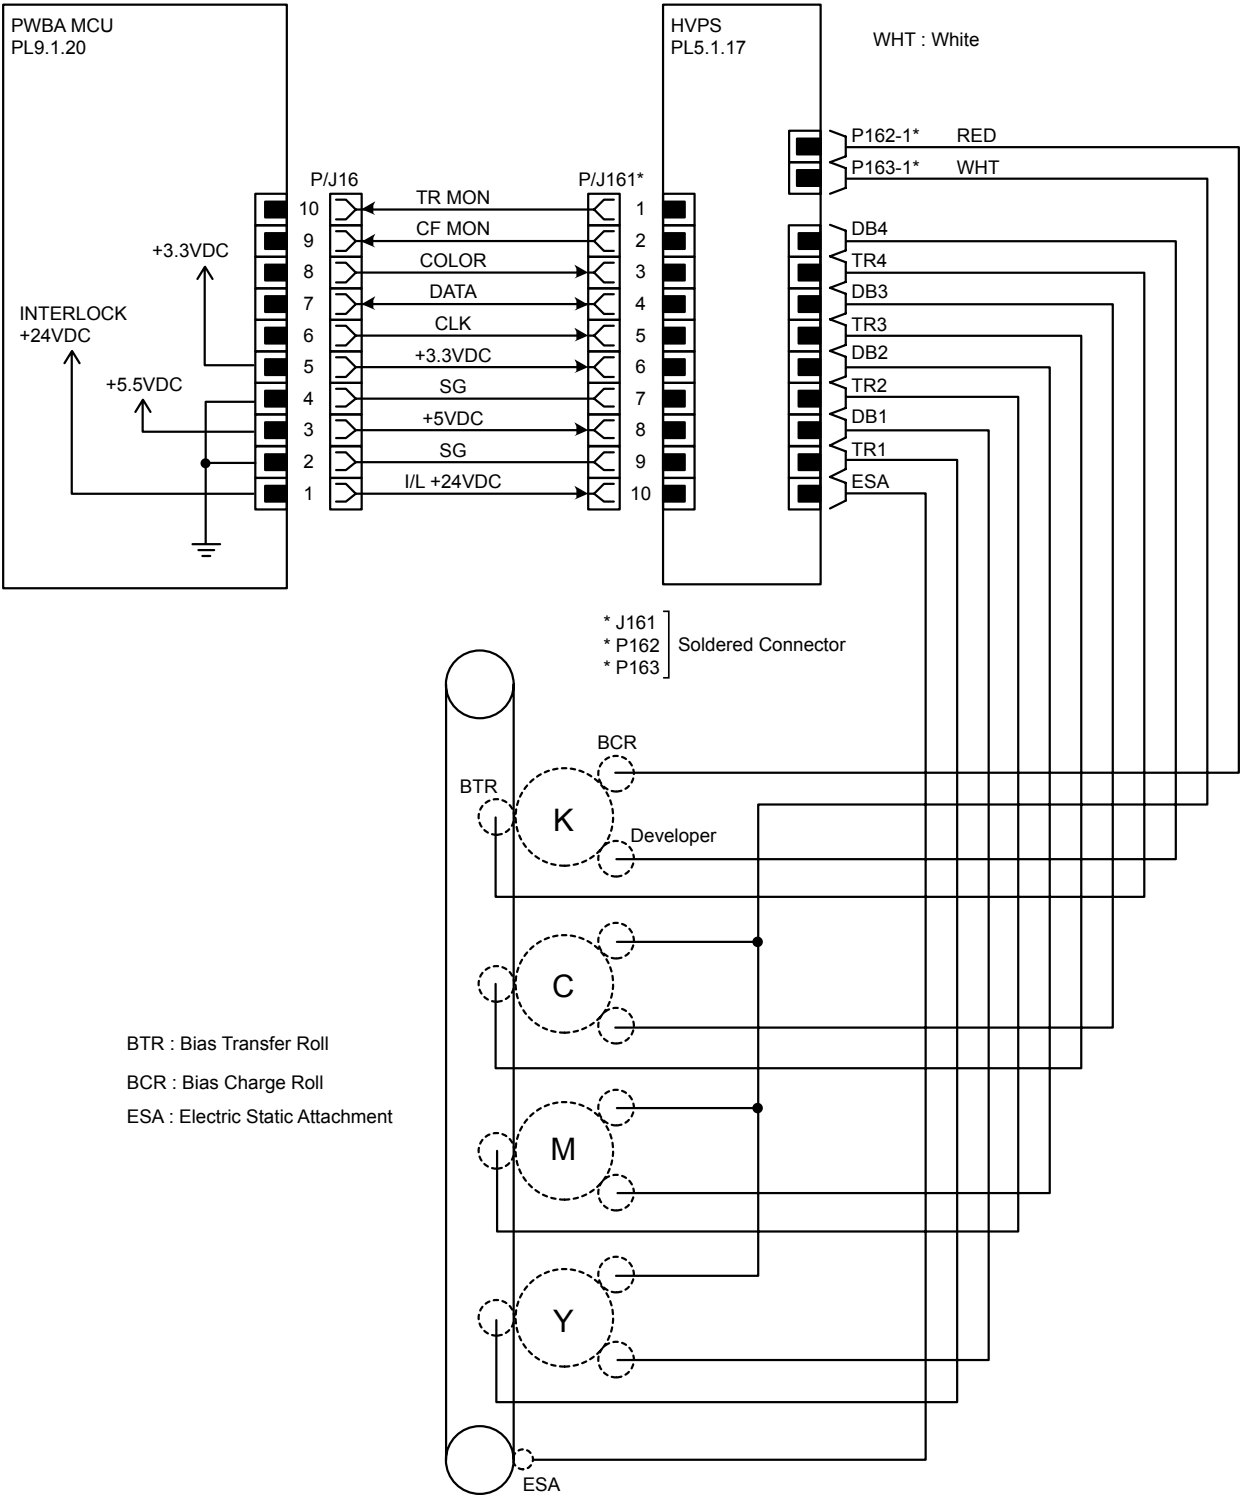 PWBA MCU
PL9.1.20
HVPS
PL5.1.17
WHT : White
P162-1* RED
P163-1* WHT
P/J16
P/J161*
10 TR MON 1
9 CF MON 2
8 COLOR 3
7 DATA 4
6 CLK 5
5 +3.3VDC 6
4 SG 7
3 +5VDC 8
2 SG 9
1 I/L +24VDC 10
+3.3VDC
INTERLOCK
+24VDC
+5.5VDC
DB4
TR4
DB3
TR3
DB2
TR2
DB1
TR1
ESA
* J161
* P162
* P163
Soldered Connector
BCR
BTR
K
Developer
C
M
Y
ESA
BTR : Bias Transfer Roll
BCR : Bias Charge Roll
ESA : Electric Static Attachment